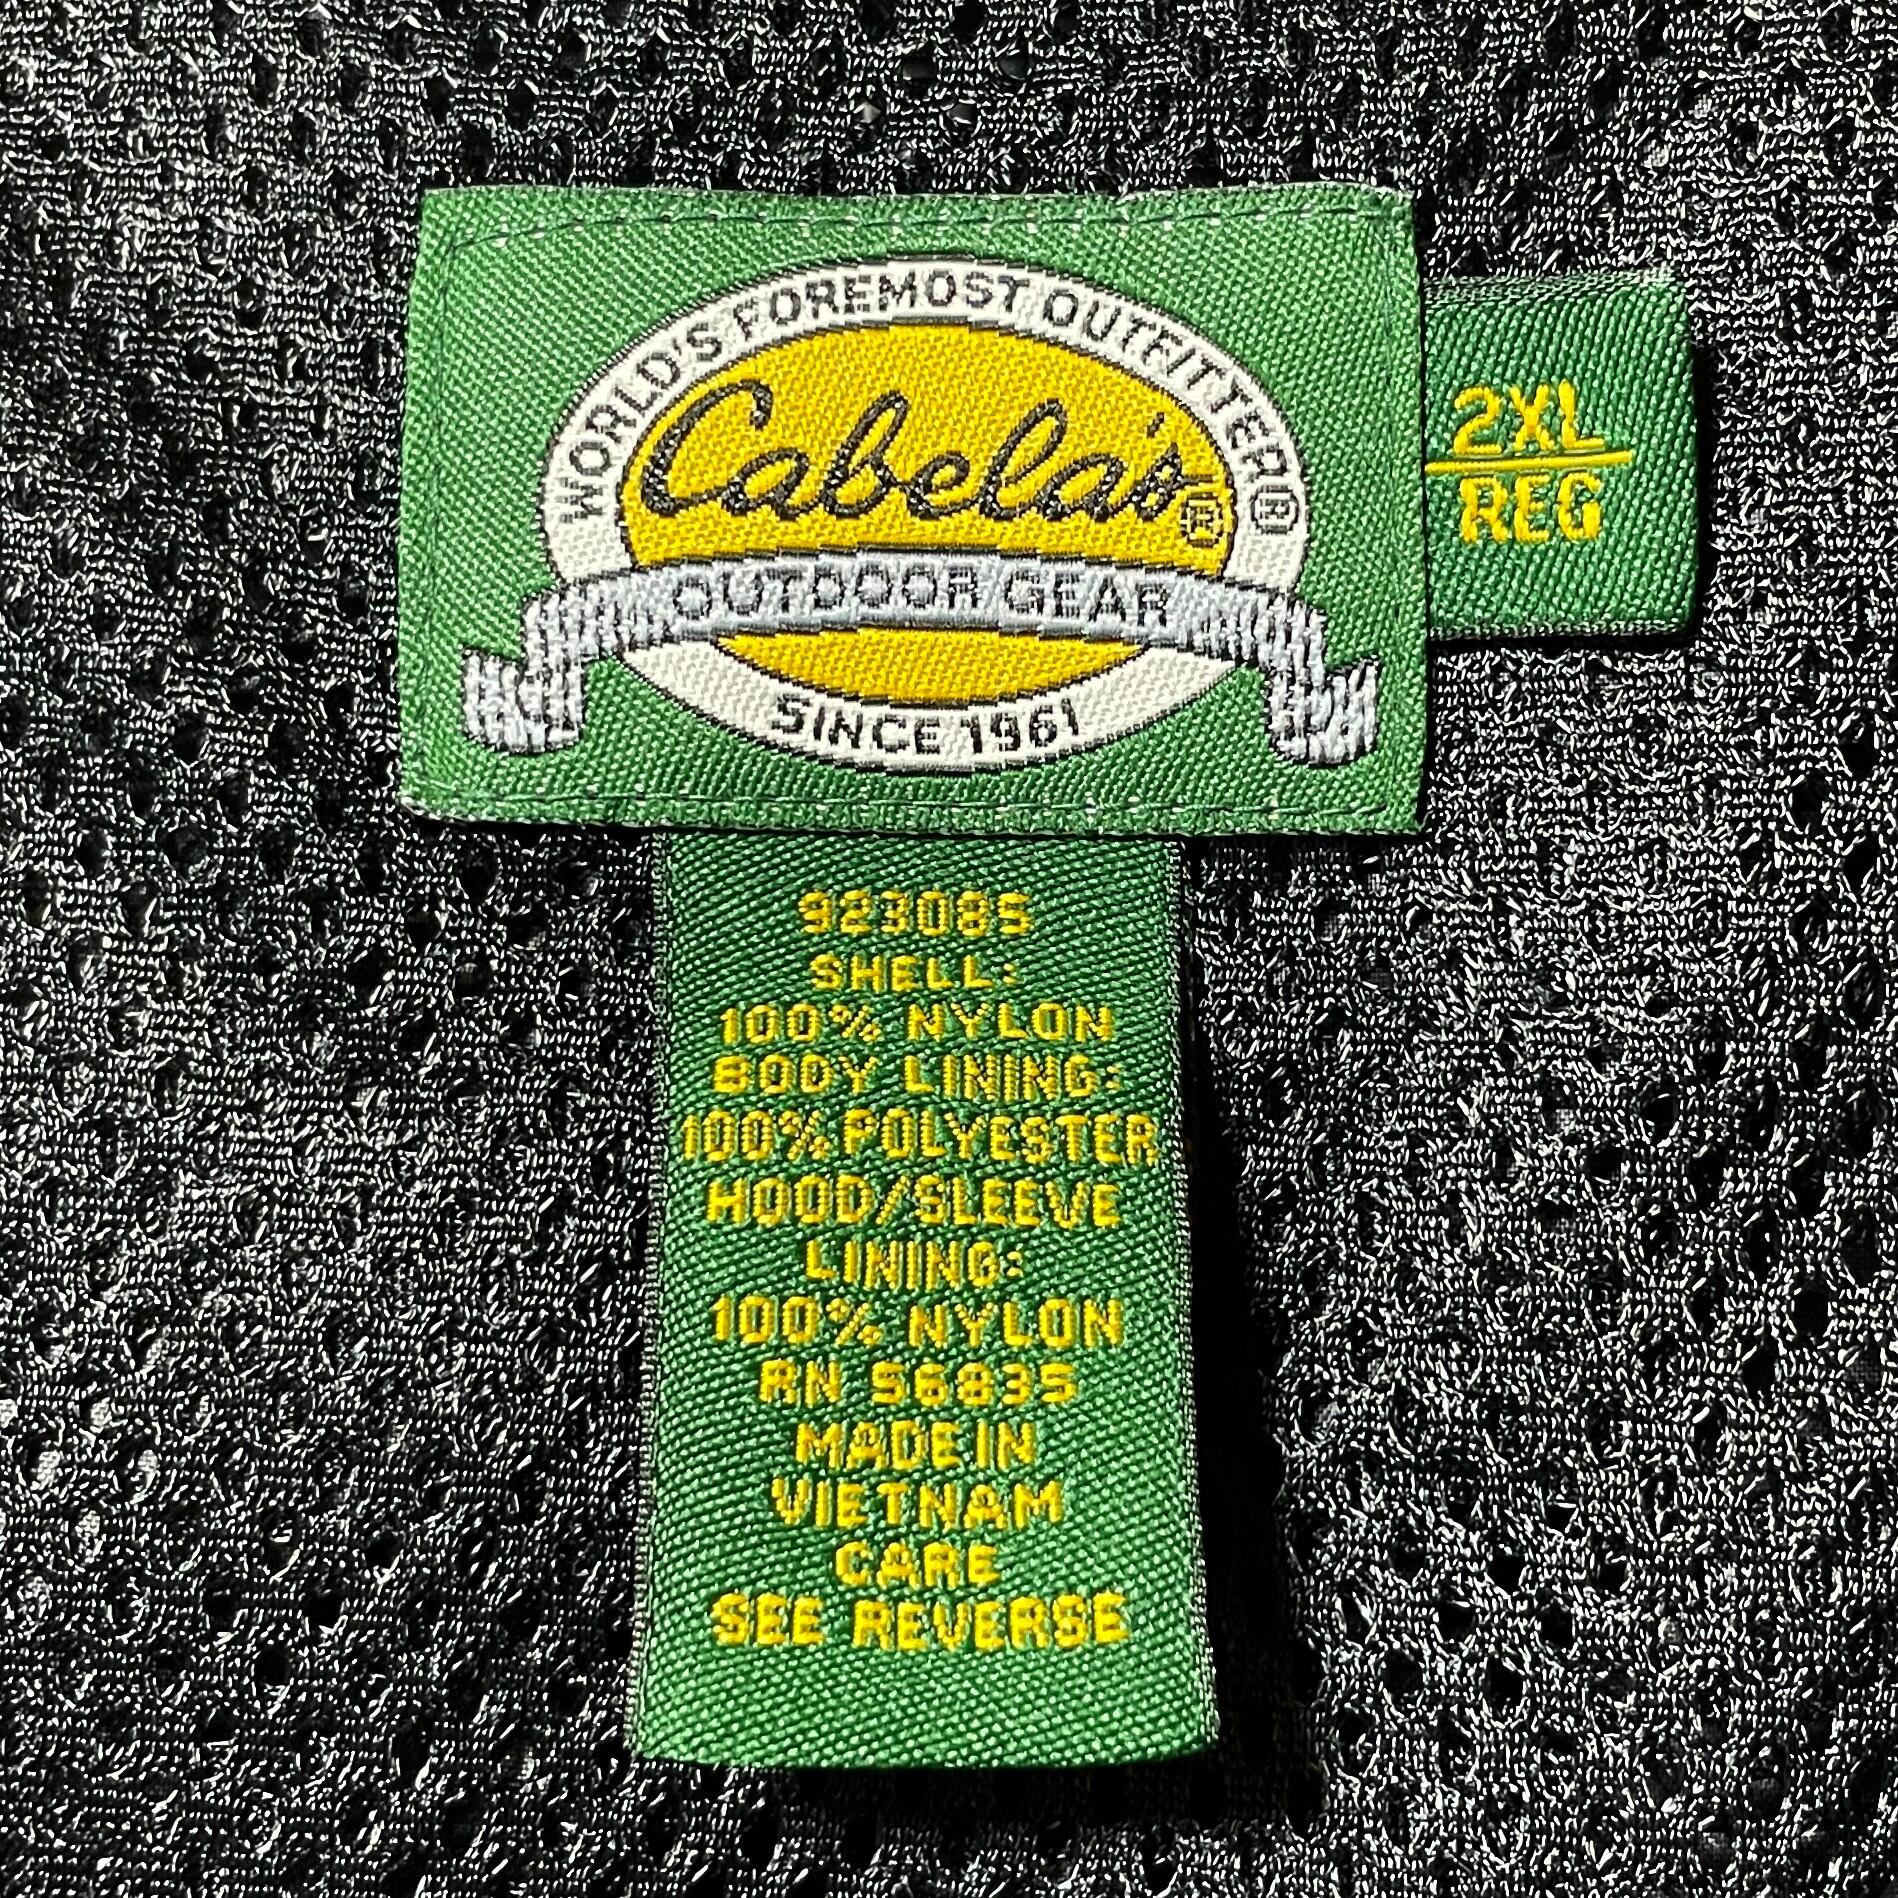 WORLD'S FOREMOST OUTFITTER®
Cabela's®
OUTDOOR GEAR
SINCE 1961
2XL
REG
923085
SHELL:
100% NYLON
BODY LINING:
100% POLYESTER
HOOD/SLEEVE
LINING:
100% NYLON
RN 56835
MADE IN
VIETNAM
CARE
SEE REVERSE